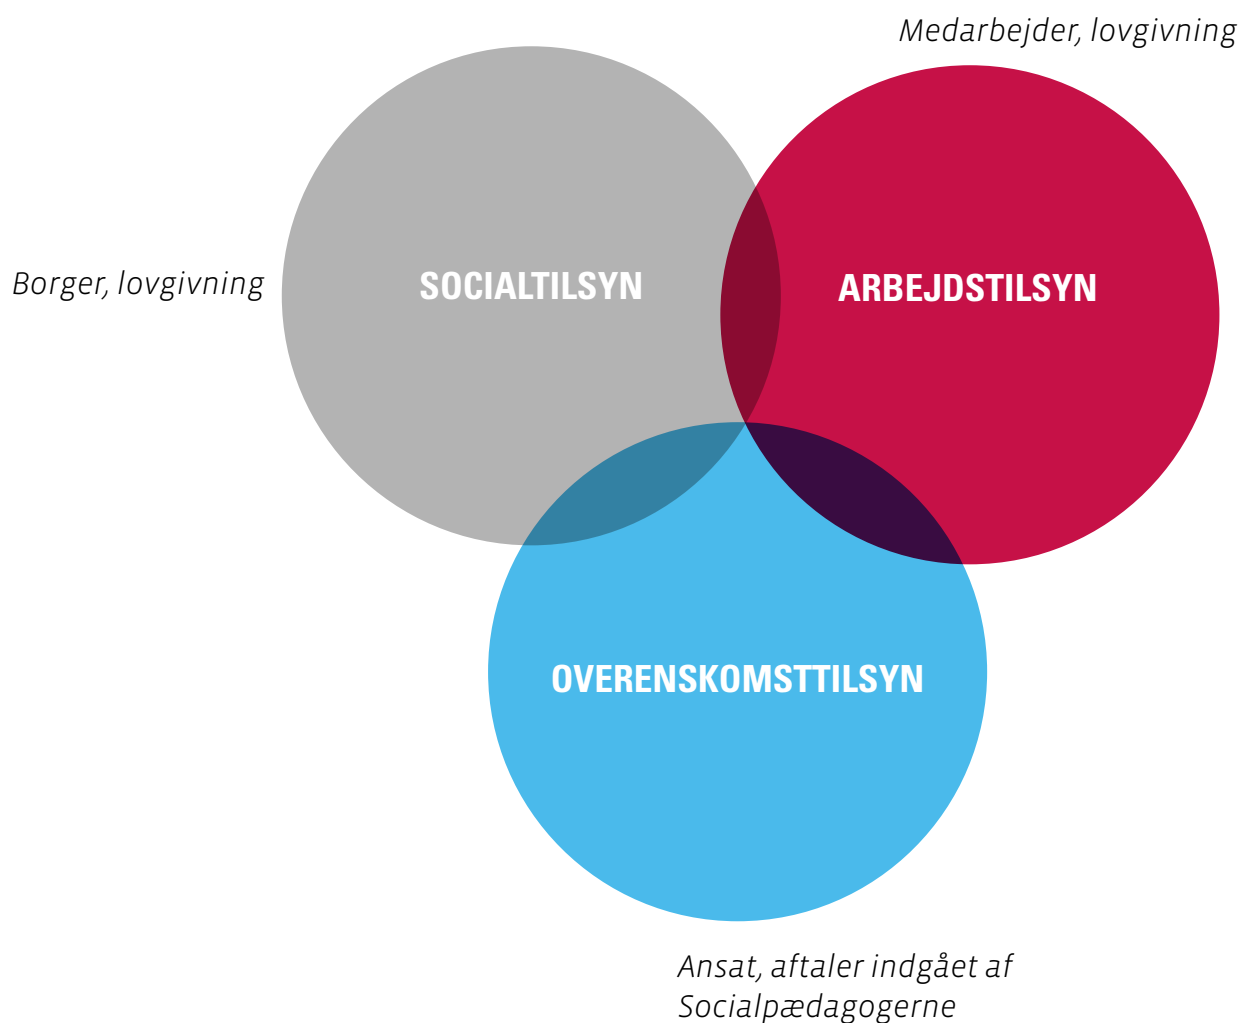 Medarbejder, lovgivning
Borger, lovgivning
SOCIALTILSYN
ARBEJDSTILSYN
OVERENSKOMSTTILSYN
Ansat, aftaler indgået af
Socialpædagogerne